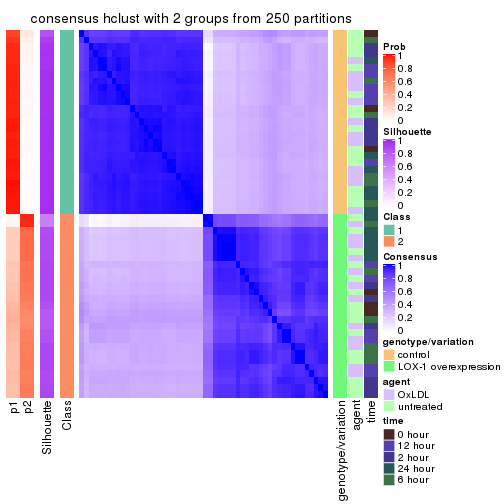 consensus hclust with 2 groups from 250 partitions
Prob
1
0.8
0.6
0.4
0.2
0
Silhouette
1
0.8
0.6
0.4
0.2
0
Class
1
2
Consensus
1
0.8
0.6
0.4
0.2
0
genotype/variation
control
LOX-1 overexpression
agent
OxLDL
untreated
time
0 hour
12 hour
2 hour
24 hour
6 hour
p1
p2
Silhouette
Class
genotype/variation
agent
time